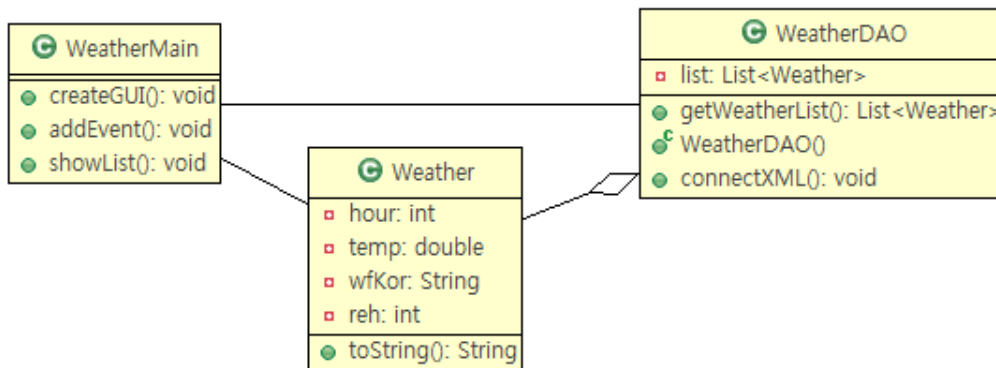 WeatherMain
createGUI(): void
addEvent(): void
showList(): void
WeatherDAO
list: List<Weather>
getWeatherList(): List<Weather>
WeatherDAO()
connectXML(): void
Weather
hour: int
temp: double
wfKor: String
reh: int
toString(): String